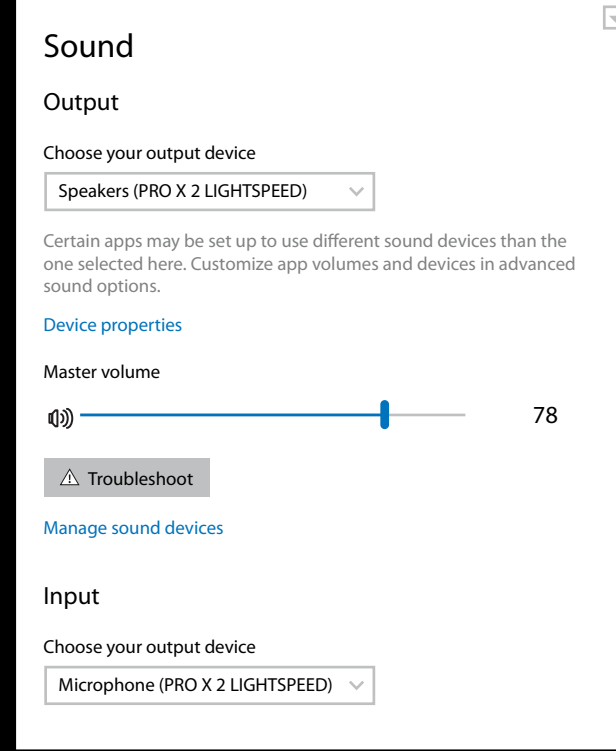 Sound
Output
Choose your output device
Speakers (PRO X 2 LIGHTSPEED)
Certain apps may be set up to use different sound devices than the
one selected here. Customize app volumes and devices in advanced
sound options.
Device properties
Master volume
78
Troubleshoot
Manage sound devices
Input
Choose your output device
Microphone (PRO X 2 LIGHTSPEED)